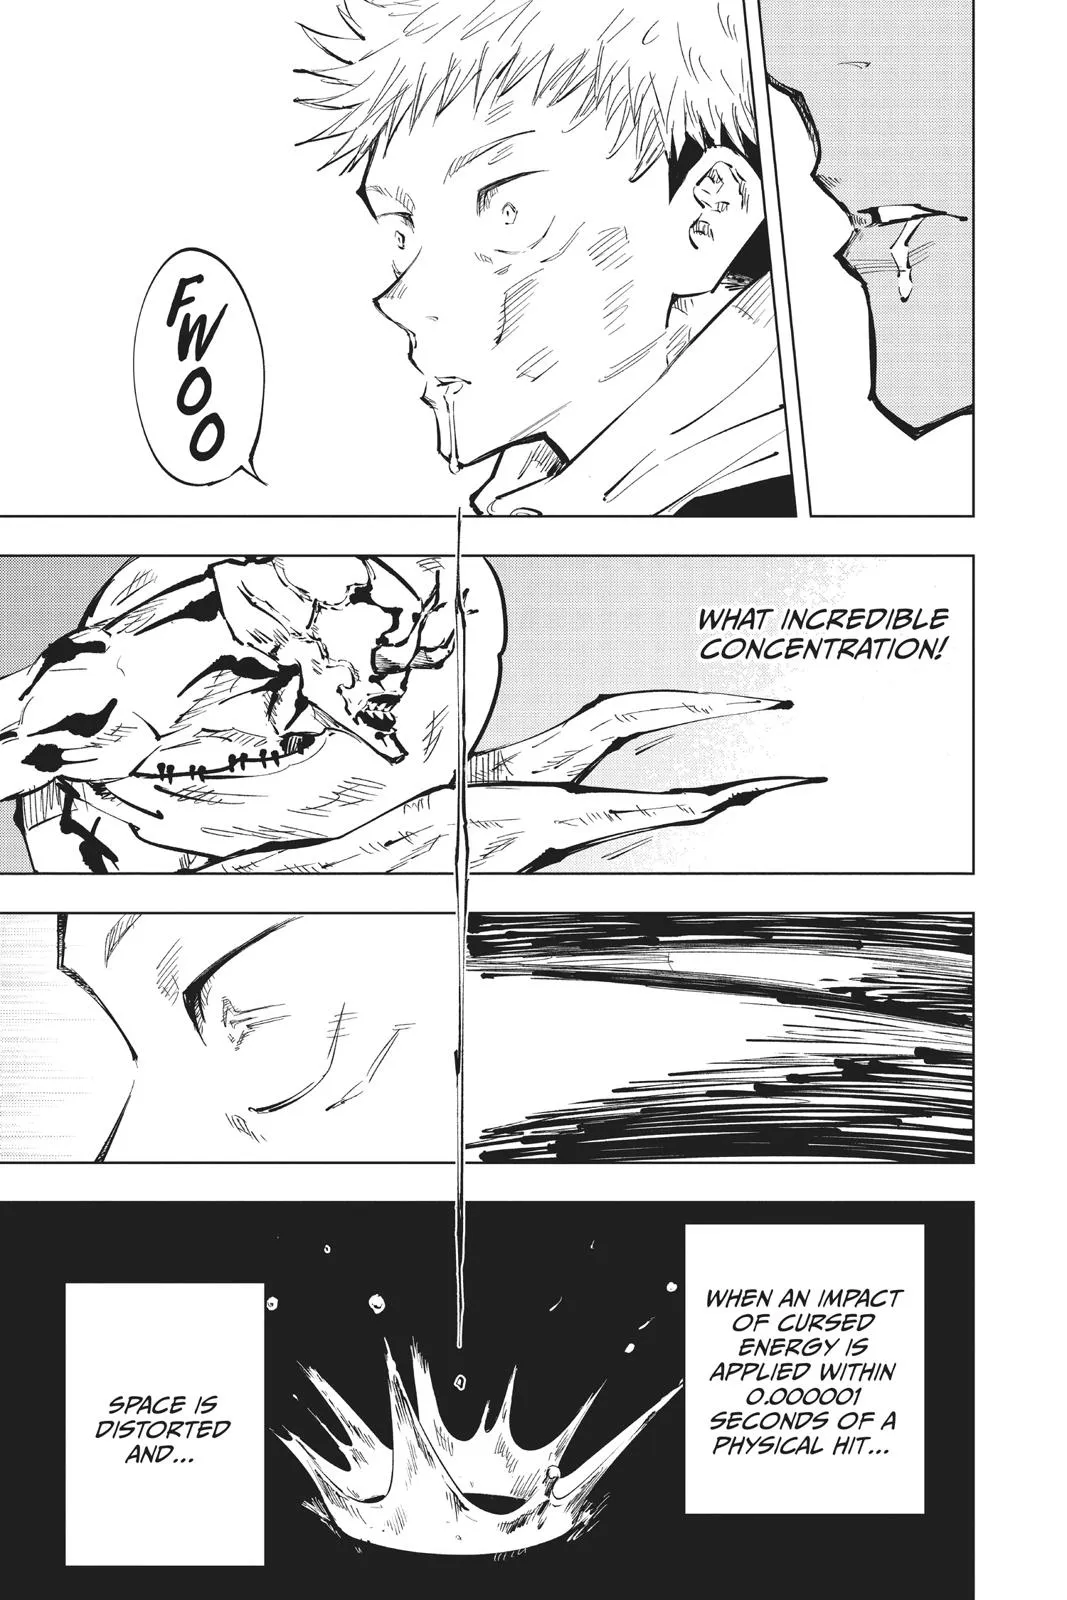 FWOO
WHAT INCREDIBLE
CONCENTRATION!
WHEN AN IMPACT
OF CURSED
ENERGY IS
APPLIED WITHIN
0.000001
SECONDS OF A
PHYSICAL HIT...
SPACE IS
DISTORTED
AND...